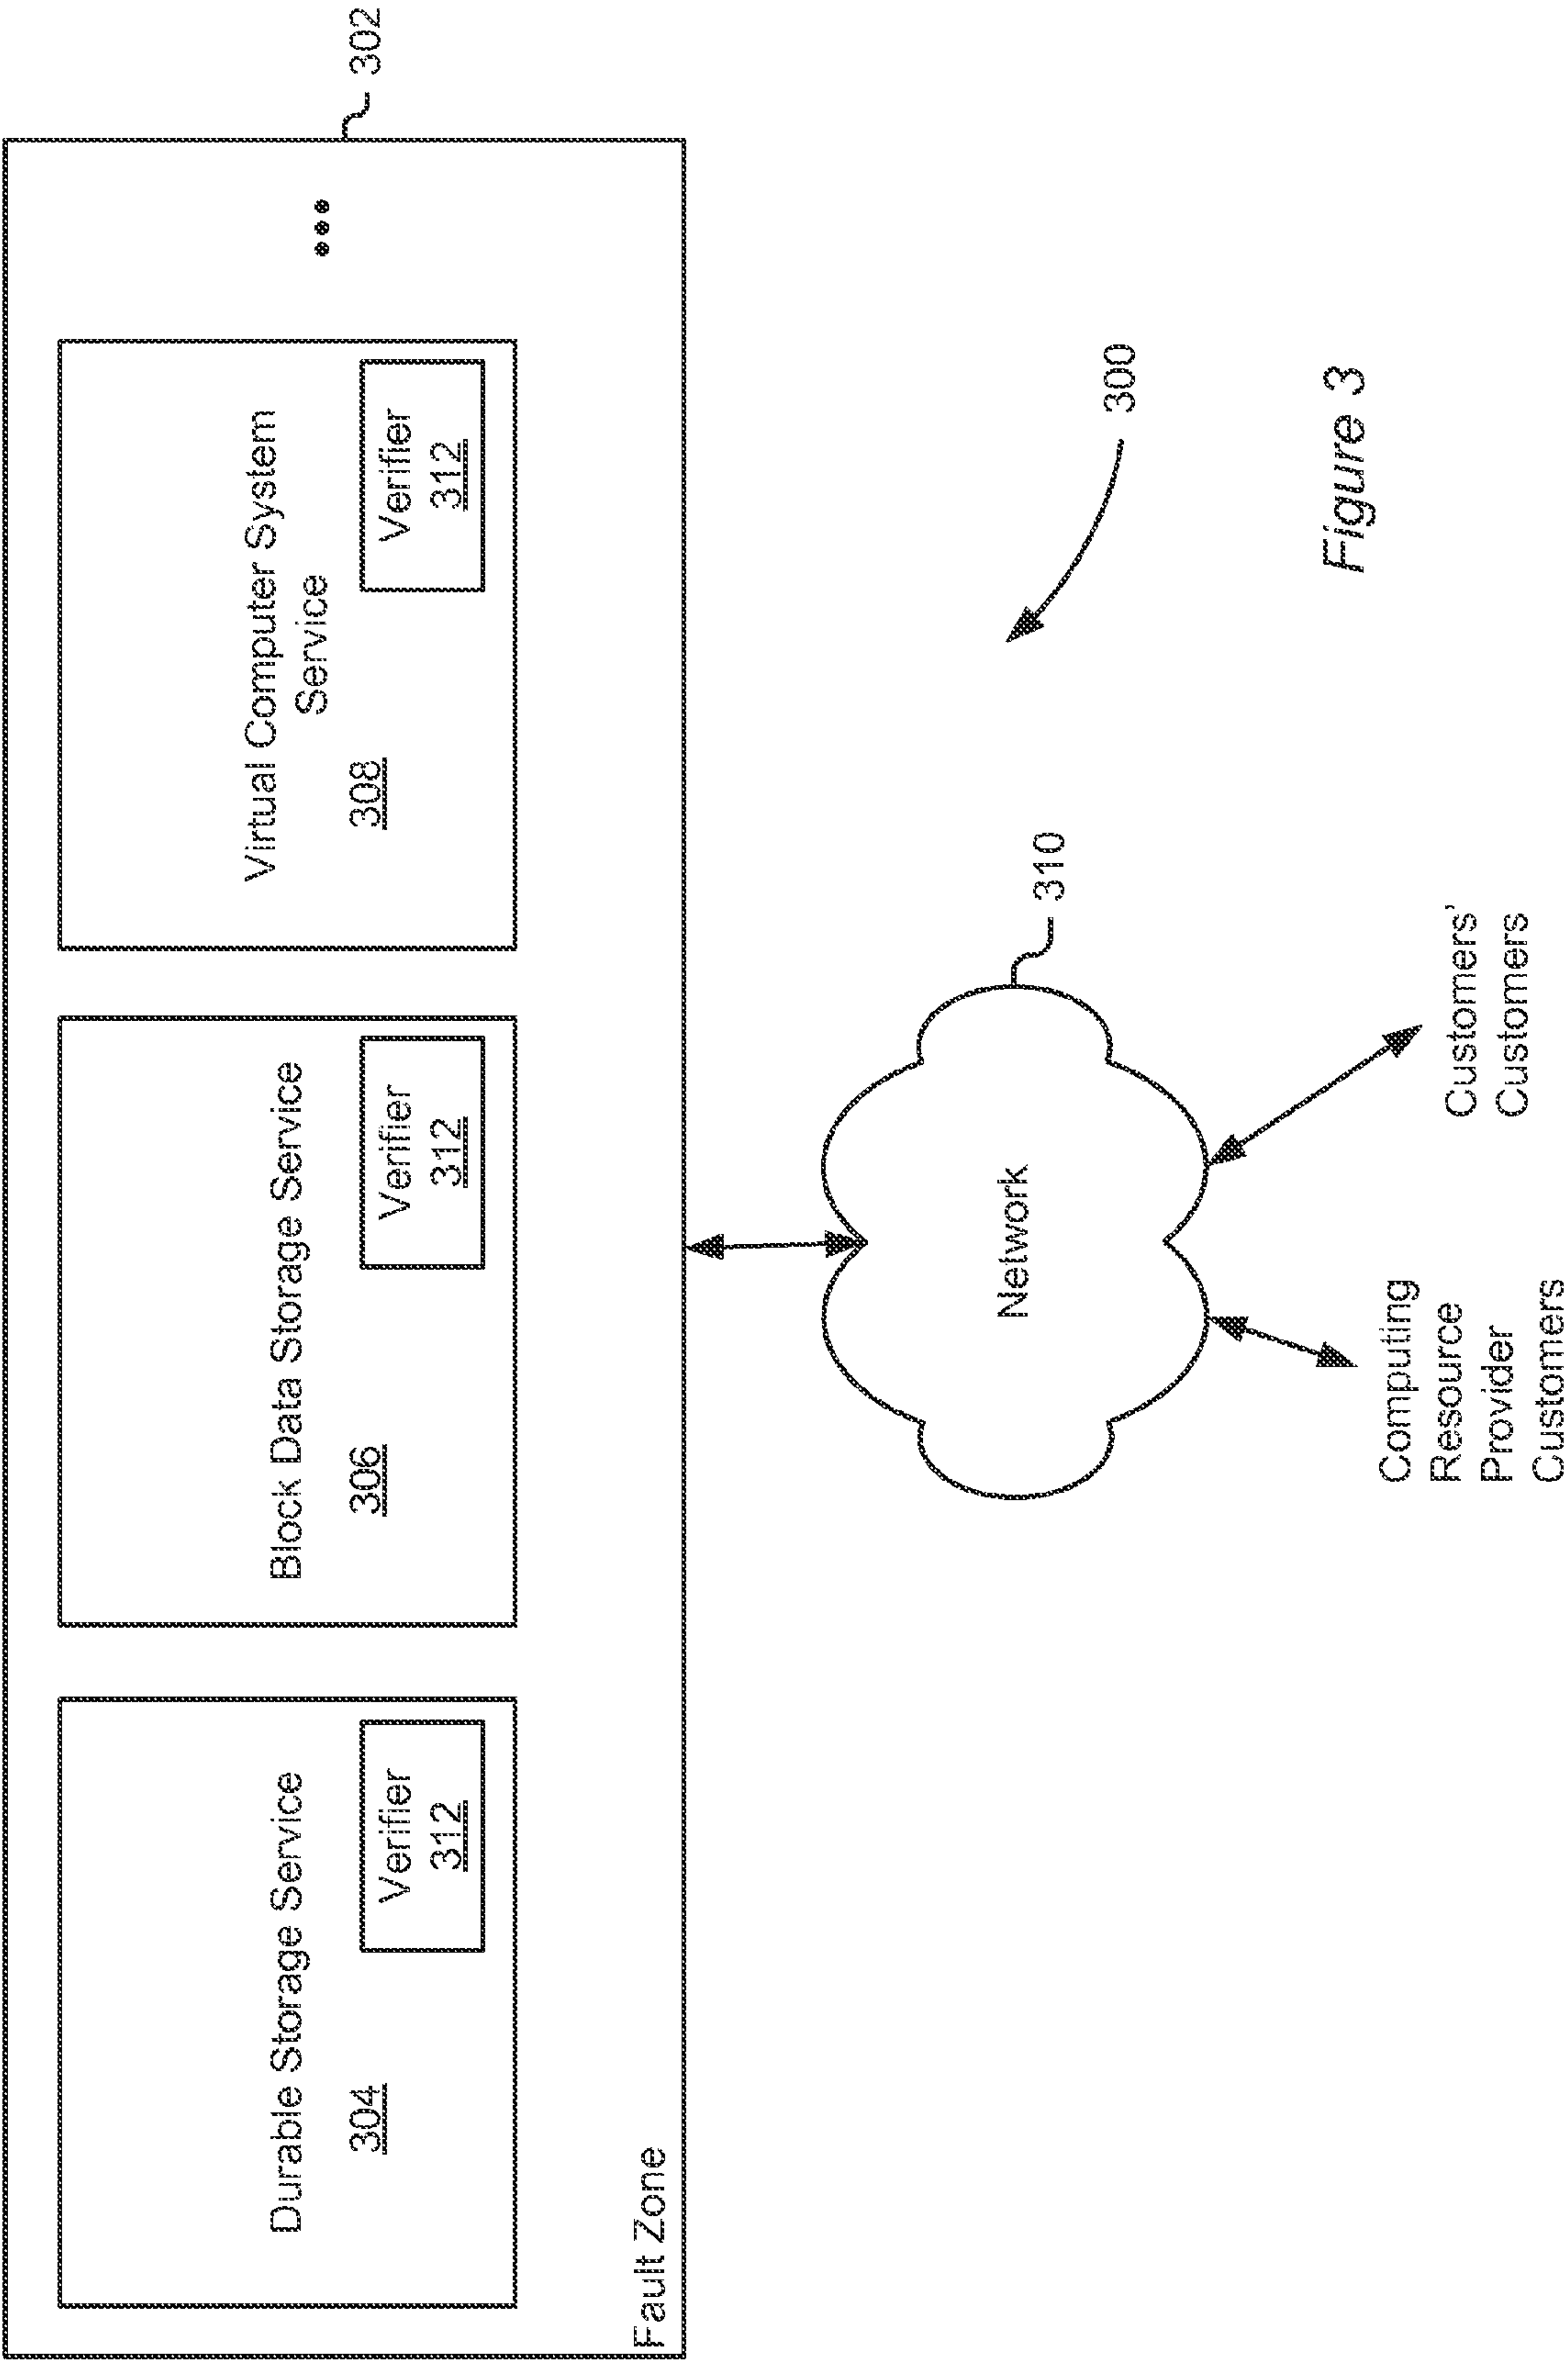 302
Durable Storage Service
304
Verifier
312
Block Data Storage Service
306
Verifier
312
Virtual Computer System
Service
308
Verifier
312
•••
Fault Zone
Network
310
300
Computing
Resource
Provider
Customers
Customers’
Customers
Figure 3